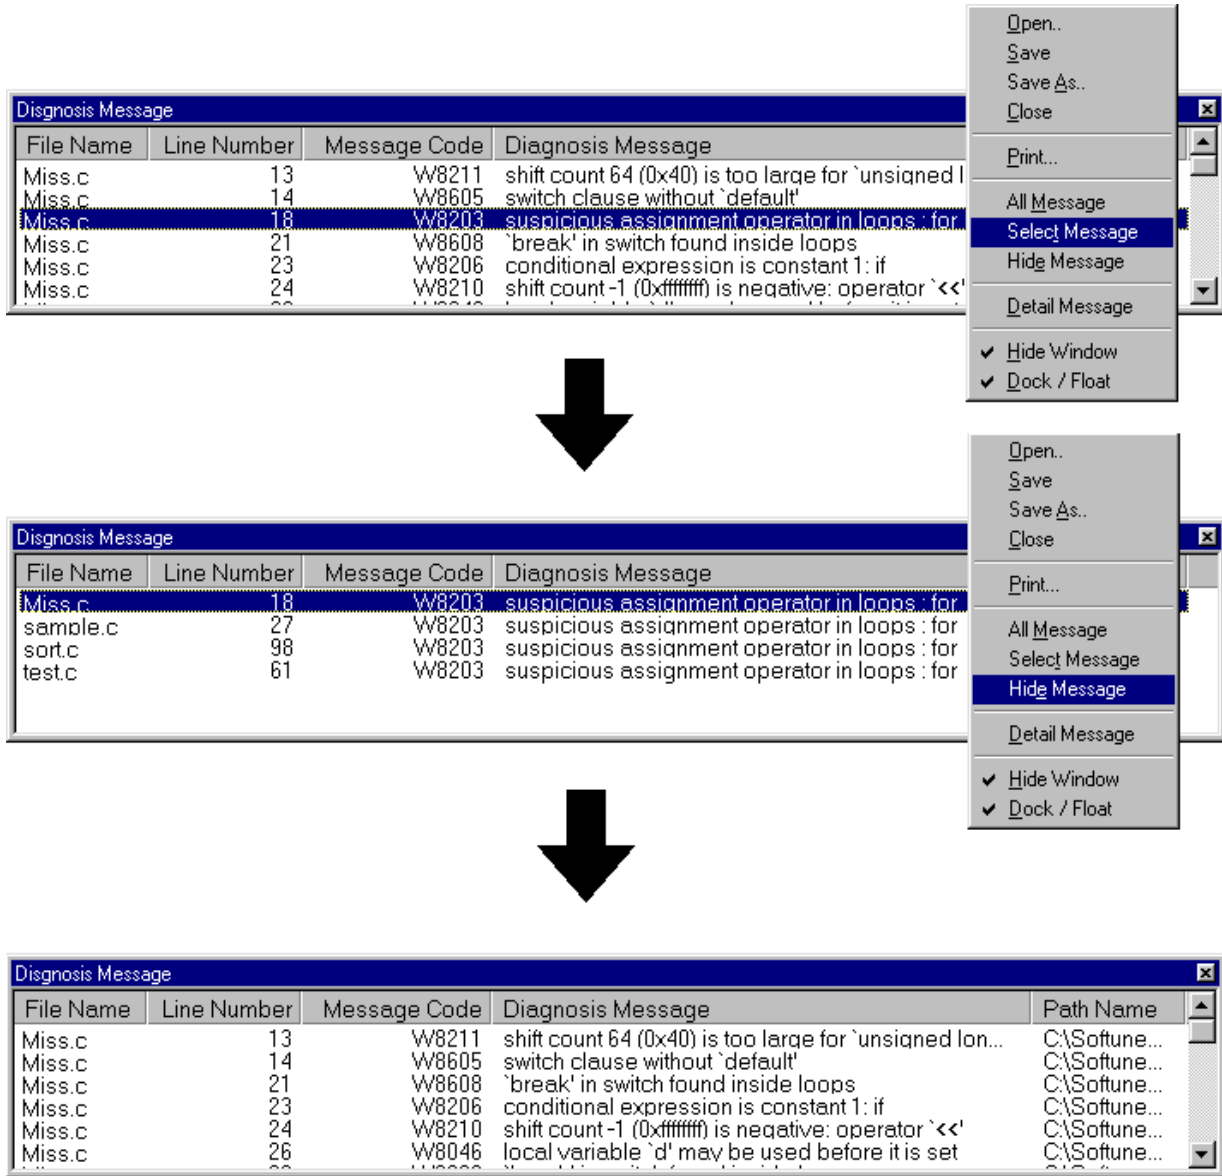 Open..
Save
Save As..
Close
Print...
All Message
Select Message
Hide Message
Detail Message
Hide Window
Dock / Float
Disgnosis Message
File Name Line Number Message Code Diagnosis Message
Miss.c 13 W8211 shift count 64 (0x40) is too large for `unsigned l
Miss.c 14 W8605 switch clause without `default'
Miss.c 18 W8203 suspicious assignment operator in loops : for
Miss.c 21 W8608 `break' in switch found inside loops
Miss.c 23 W8206 conditional expression is constant 1: if
Miss.c 24 W8210 shift count -1 (0xffffffff) is negative: operator `<<'
Open..
Save
Save As..
Close
Print...
All Message
Select Message
Hide Message
Detail Message
Hide Window
Dock / Float
Disgnosis Message
File Name Line Number Message Code Diagnosis Message
Miss.c 18 W8203 suspicious assignment operator in loops : for
sample.c 27 W8203 suspicious assignment operator in loops : for
sort.c 98 W8203 suspicious assignment operator in loops : for
test.c 61 W8203 suspicious assignment operator in loops : for
Disgnosis Message
File Name Line Number Message Code Diagnosis Message Path Name
Miss.c 13 W8211 shift count 64 (0x40) is too large for `unsigned lon... C:\Softune...
Miss.c 14 W8605 switch clause without `default' C:\Softune...
Miss.c 21 W8608 `break' in switch found inside loops C:\Softune...
Miss.c 23 W8206 conditional expression is constant 1: if C:\Softune...
Miss.c 24 W8210 shift count -1 (0xffffffff) is negative: operator `<<' C:\Softune...
Miss.c 26 W8046 local variable `d' may be used before it is set C:\Softune...